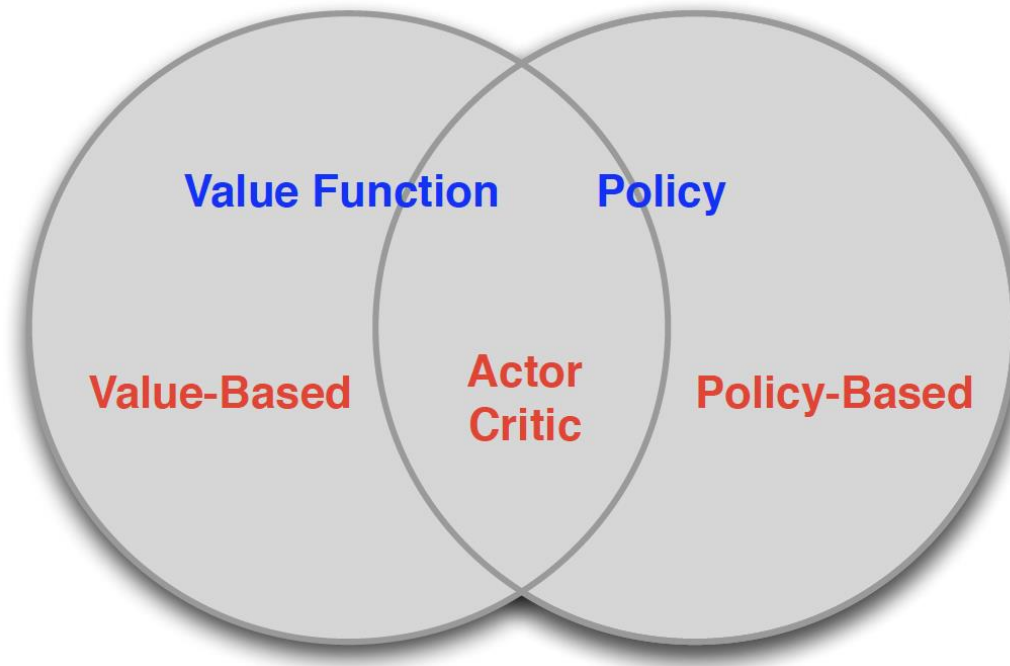 Value Function
Policy
Value-Based
Actor
Critic
Policy-Based